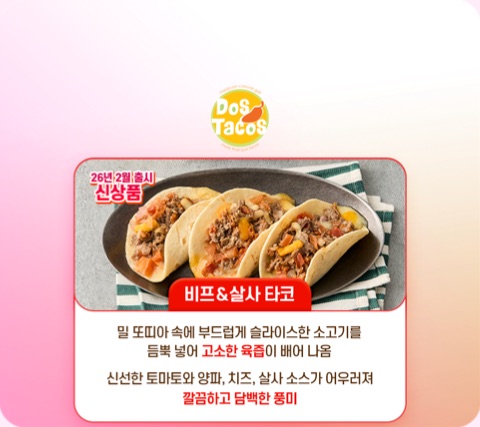 DOS
TACOS
26년 2월 출시
신상품
비프&살사 타코
밀 또띠아 속에 부드럽게 슬라이스한 소고기를
듬뿍 넣어 고소한 육즙이 배어 나옴
신선한 토마토와 양파, 치즈, 살사 소스가 어우러져
깔끔하고 담백한 풍미